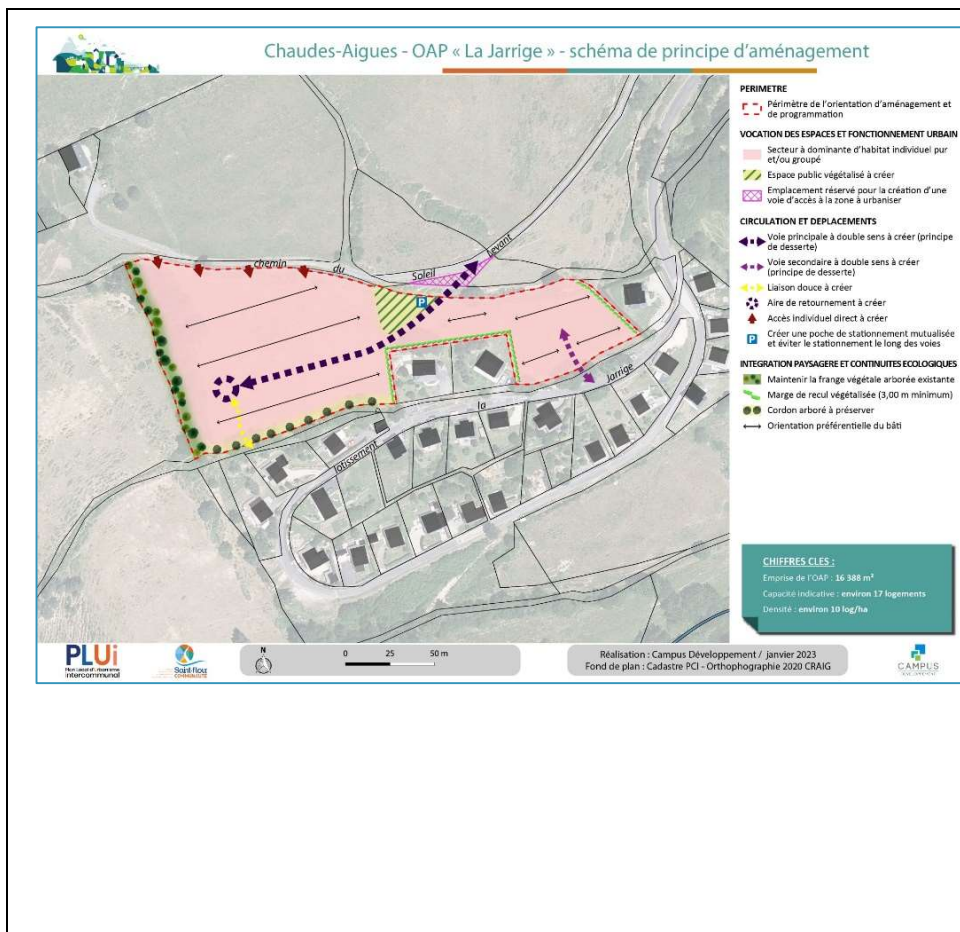 Chaudes-Aigues - OAP « La Jarrige » - schéma de principe d'aménagement
PERIMETRE
Périmètre de l'orientation d'aménagement et
de programmation
VOCATION DES ESPACES ET FONCTIONNEMENT URBAIN
Secteur à dominante d'habitat individuel pur
et/ou groupé
Espace public végétalisé à créer
Emplacement réservé pour la création d'une
voie d'accès à la zone à urbaniser
CIRCULATION ET DEPLACEMENTS
Voie principale à double sens à créer (principe
de desserte)
Voie secondaire à double sens à créer
(principe de desserte)
Liaison douce à créer
Aire de retournement à créer
Accès individuel direct à créer
P
Créer une poche de stationnement mutualisée
et éviter le stationnement le long des voies
INTEGRATION PAYSAGERE ET CONTINUITES ECOLOGIQUES
Maintenir la frange végétale arborée existante
Marge de recul végétalisée (3,00 m minimum)
Cordon arboré à préserver
Orientation préférentielle du bâti
chemin du Soleil Levant
P
lotissement la Jarrige
CHIFFRES CLES :
Emprise de l'OAP : 16 388 m²
Capacité indicative : environ 17 logements
Densité : environ 10 log/ha
PLUi
Plan Local d'Urbanisme
Intercommunal
Saint-Flour
COMMUNAUTÉ
N
0 25 50 m
Réalisation : Campus Développement / janvier 2023
Fond de plan : Cadastre PCI - Orthophographie 2020 CRAIG
CAMPUS
DÉVELOPPEMENT